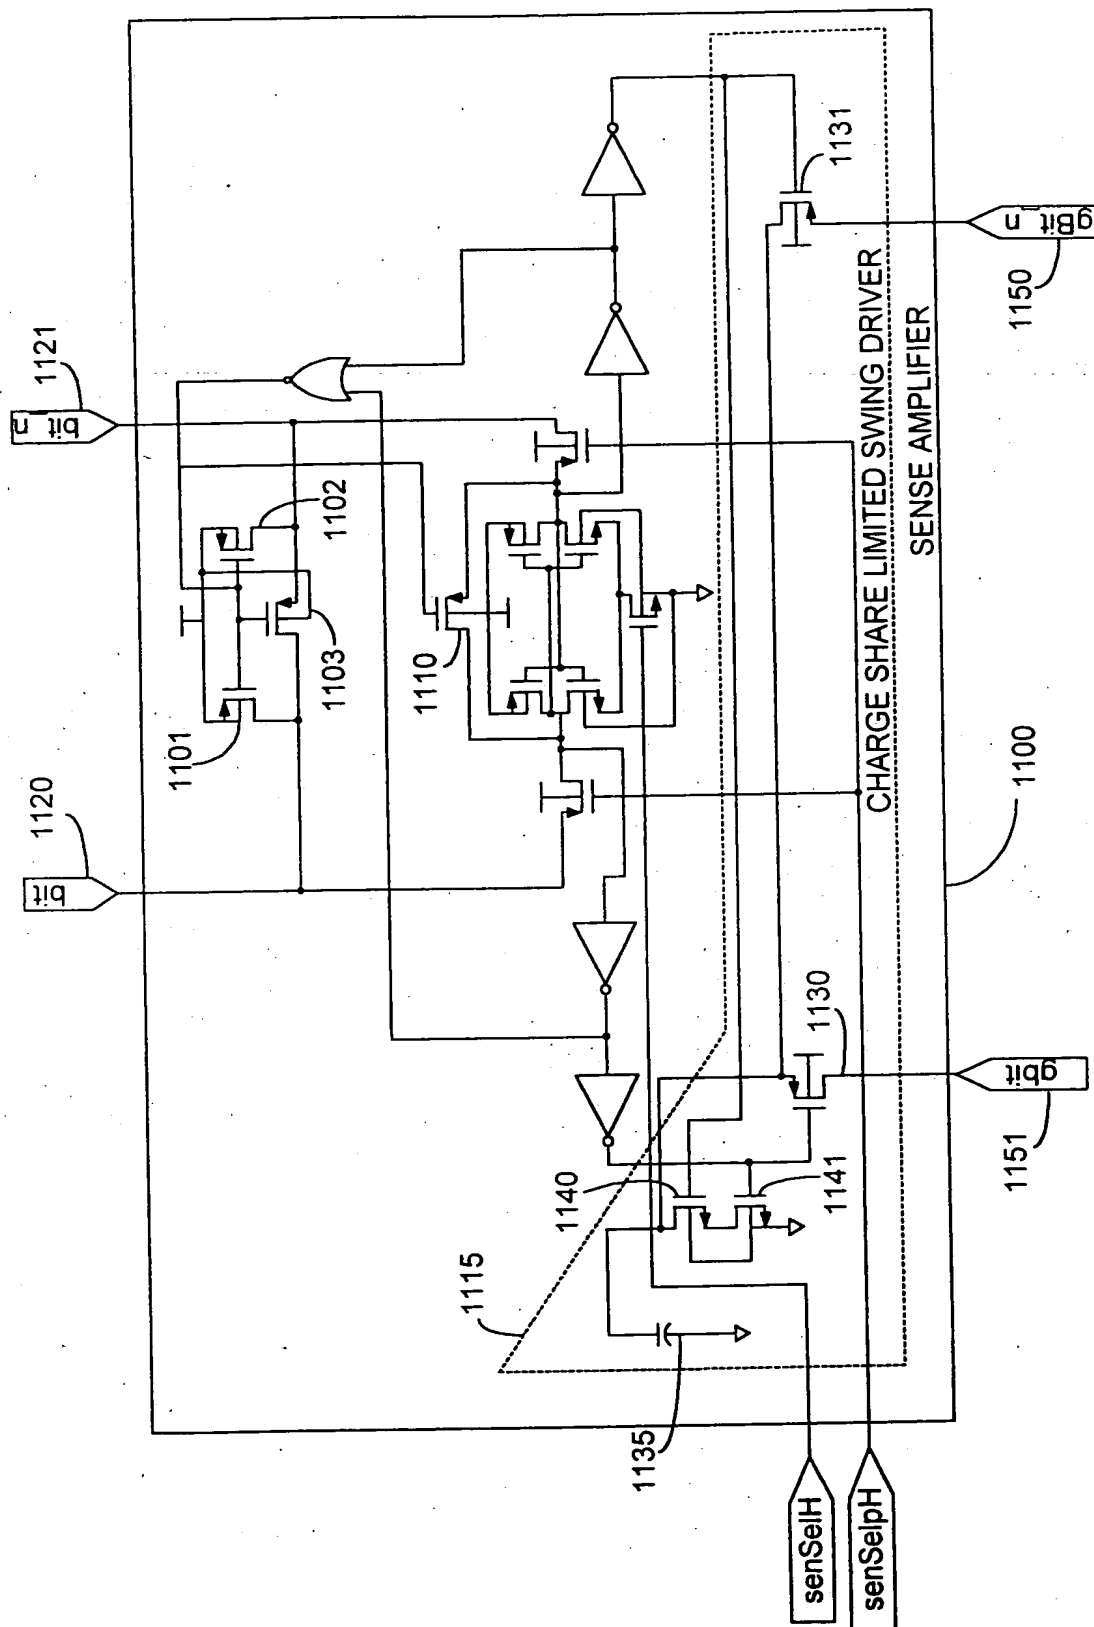 1120
bit
1121
bit_n
1101
1102
1103
1110
1115
1140
1141
1135
1130
1131
CHARGE SHARE LIMITED SWING DRIVER
SENSE AMPLIFIER
senSelH
senSelpH
1100
gbit
1151
gBit_n
1150